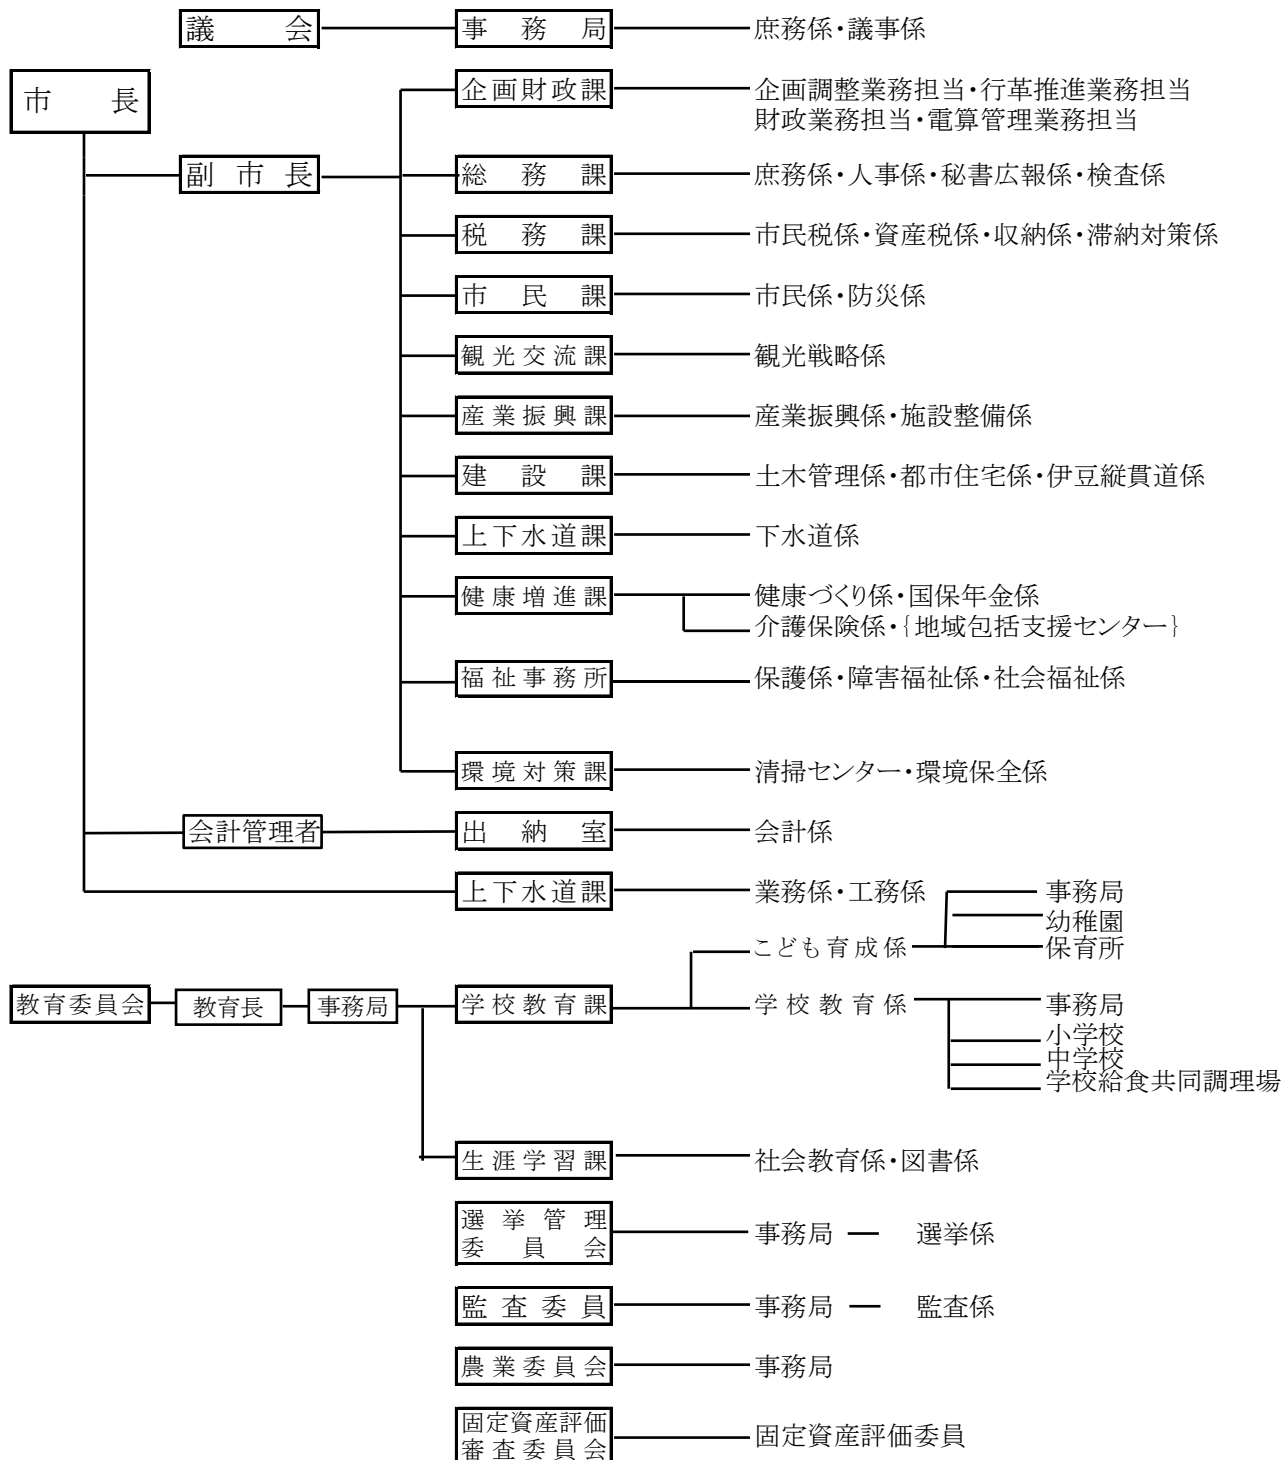 議会 事務局 庶務係・議事係
市長
企画財政課 企画調整業務担当・行革推進業務担当
財政業務担当・電算管理業務担当
副市長 総務課 庶務係・人事係・秘書広報係・検査係
税務課 市民税係・資産税係・収納係・滞納対策係
市民課 市民係・防災係
観光交流課 観光戦略係
産業振興課 産業振興係・施設整備係
建設課 土木管理係・都市住宅係・伊豆縦貫道係
上下水道課 下水道係
健康増進課 健康づくり係・国保年金係
介護保険係・{地域包括支援センター}
福祉事務所 保護係・障害福祉係・社会福祉係
環境対策課 清掃センター・環境保全係
会計管理者 出納室 会計係
上下水道課 業務係・工務係
事務局
幼稚園
こども育成係 保育所
教育委員会 教育長 事務局 学校教育課 学校教育係 事務局
小学校
中学校
学校給食共同調理場
生涯学習課 社会教育係・図書係
選挙管理
委員会
事務局 ー 選挙係
監査委員 事務局 ー 監査係
農業委員会 事務局
固定資産評価
審査委員会
固定資産評価委員